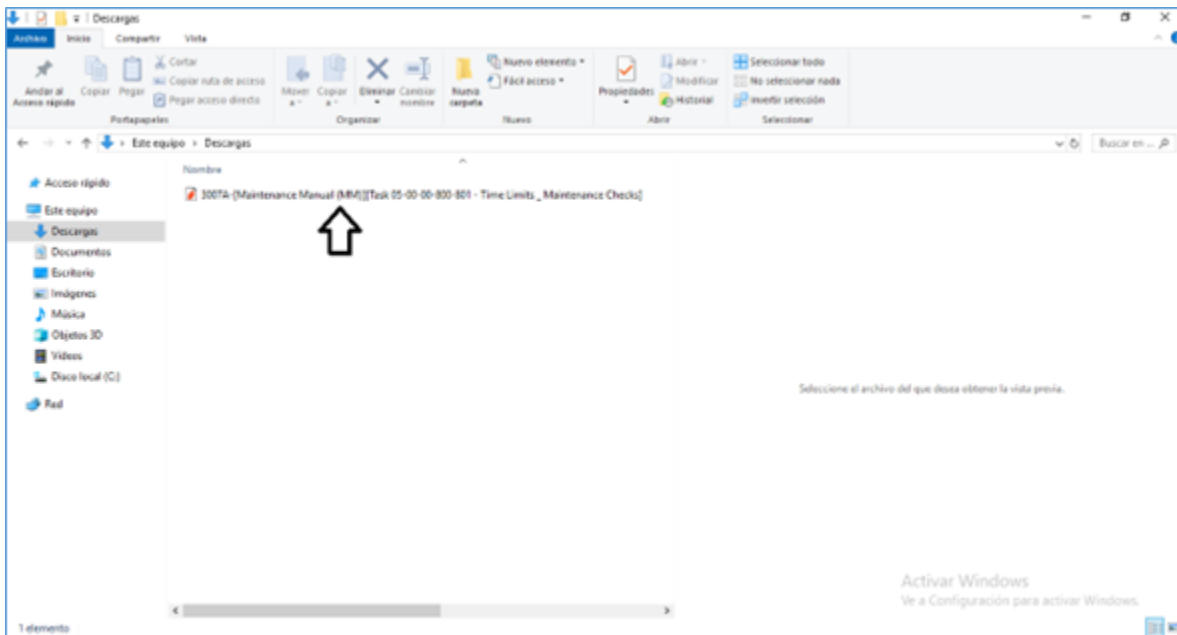 Descargas
Archivo Inicio Compartir Vista
Anclar al Acceso rápido
Copiar
Pegar
Cortar
Copiar ruta de acceso
Pegar acceso directo
Portapapeles
Mover a
Copiar a
Eliminar
Cambiar nombre
Organizar
Nueva carpeta
Nuevo elemento
Fácil acceso
Nuevo
Propiedades
Abrir
Modificar
Historial
Abrir
Seleccionar todo
No seleccionar nada
Invertir selección
Seleccionar
Este equipo > Descargas
Buscar en ...
Nombre
300TA-[Maintenance Manual (MM)][Task 05-00-00-800-801 - Time Limits _ Maintenance Checks]
Acceso rápido
Este equipo
Descargas
Documentos
Escritorio
Imágenes
Música
Objetos 3D
Vídeos
Disco local (C:)
Red
Seleccione el archivo del que desea obtener la vista previa.
Activar Windows
Ve a Configuración para activar Windows.
1 elemento